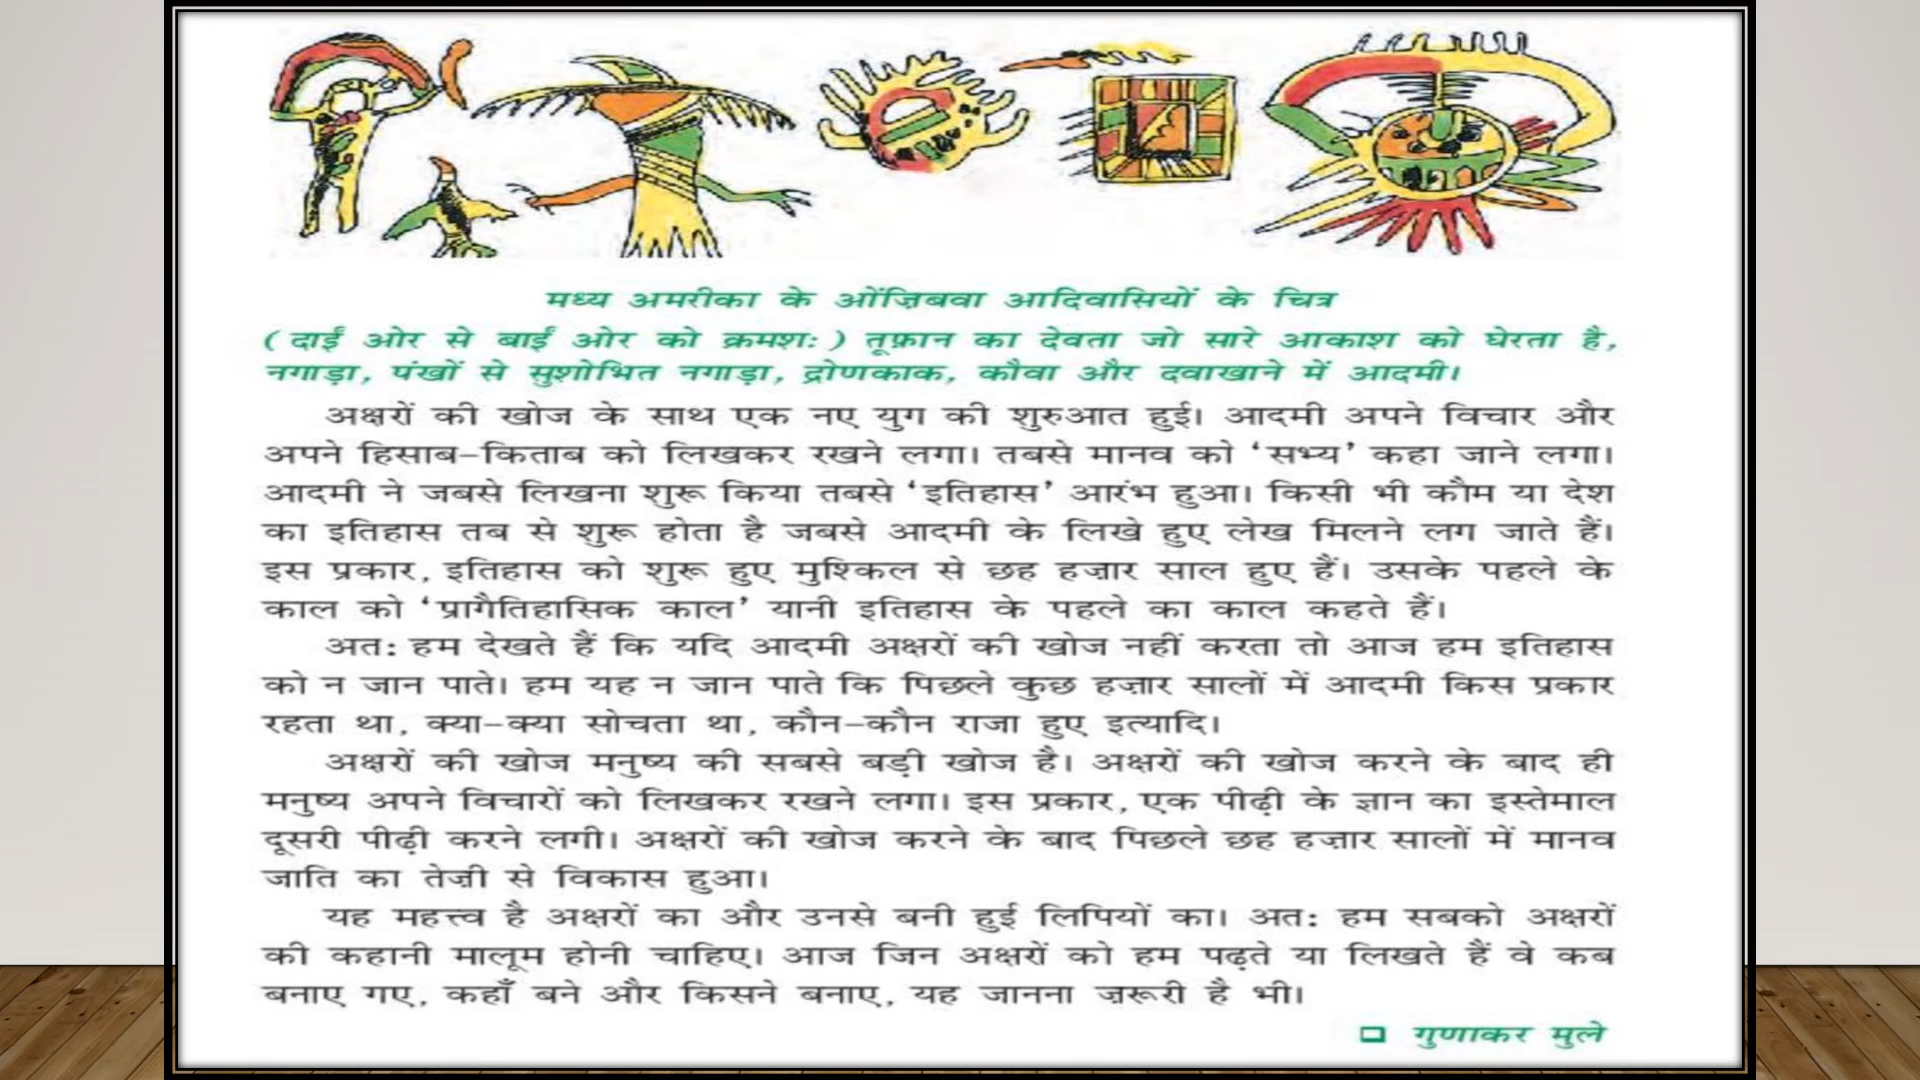 मध्य अमरीका के ओंज़िबवा आदिवासियों के चित्र
(दाईं ओर से बाईं ओर को क्रमशः) तूफ़ान का देवता जो सारे आकाश को घेरता है,
नगाड़ा, पंखों से सुशोभित नगाड़ा, द्रोणकाक, कौवा और दवाखाने में आदमी।
अक्षरों की खोज के साथ एक नए युग की शुरुआत हुई। आदमी अपने विचार और
अपने हिसाब-किताब को लिखकर रखने लगा। तबसे मानव को ‘सभ्य’ कहा जाने लगा।
आदमी ने जबसे लिखना शुरू किया तबसे ‘इतिहास’ आरंभ हुआ। किसी भी कौम या देश
का इतिहास तब से शुरू होता है जबसे आदमी के लिखे हुए लेख मिलने लग जाते हैं।
इस प्रकार, इतिहास को शुरू हुए मुश्किल से छह हज़ार साल हुए हैं। उसके पहले के
काल को ‘प्रागैतिहासिक काल’ यानी इतिहास के पहले का काल कहते हैं।
अतः हम देखते हैं कि यदि आदमी अक्षरों की खोज नहीं करता तो आज हम इतिहास
को न जान पाते। हम यह न जान पाते कि पिछले कुछ हज़ार सालों में आदमी किस प्रकार
रहता था, क्या-क्या सोचता था, कौन-कौन राजा हुए इत्यादि।
अक्षरों की खोज मनुष्य की सबसे बड़ी खोज है। अक्षरों की खोज करने के बाद ही
मनुष्य अपने विचारों को लिखकर रखने लगा। इस प्रकार, एक पीढ़ी के ज्ञान का इस्तेमाल
दूसरी पीढ़ी करने लगी। अक्षरों की खोज करने के बाद पिछले छह हज़ार सालों में मानव
जाति का तेज़ी से विकास हुआ।
यह महत्त्व है अक्षरों का और उनसे बनी हुई लिपियों का। अतः हम सबको अक्षरों
की कहानी मालूम होनी चाहिए। आज जिन अक्षरों को हम पढ़ते या लिखते हैं वे कब
बनाए गए, कहाँ बने और किसने बनाए, यह जानना ज़रूरी है भी।
❑ गुणाकर मुले